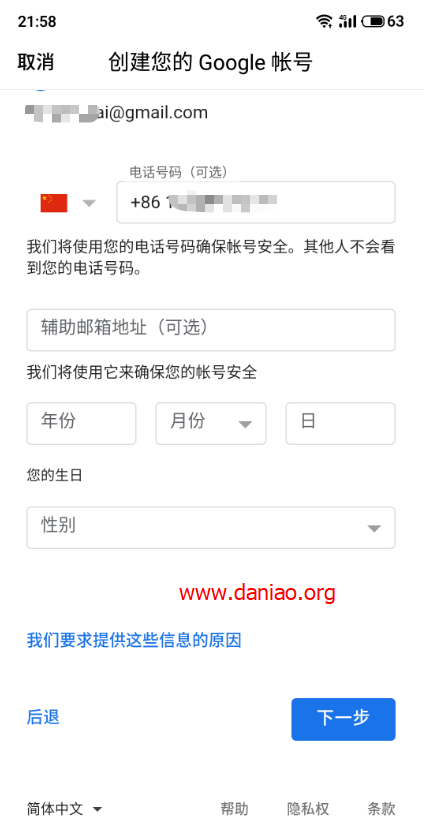 21:58
4G
63
取消
创建您的 Google 帐号
ai@gmail.com
电话号码（可选）
+86 1
我们将使用您的电话号码确保帐号安全。其他人不会看
到您的电话号码。
辅助邮箱地址（可选）
我们将使用它来确保您的帐号安全
年份
月份
日
您的生日
性别
www.daniao.org
我们要求提供这些信息的原因
后退
下一步
简体中文
帮助
隐私权
条款